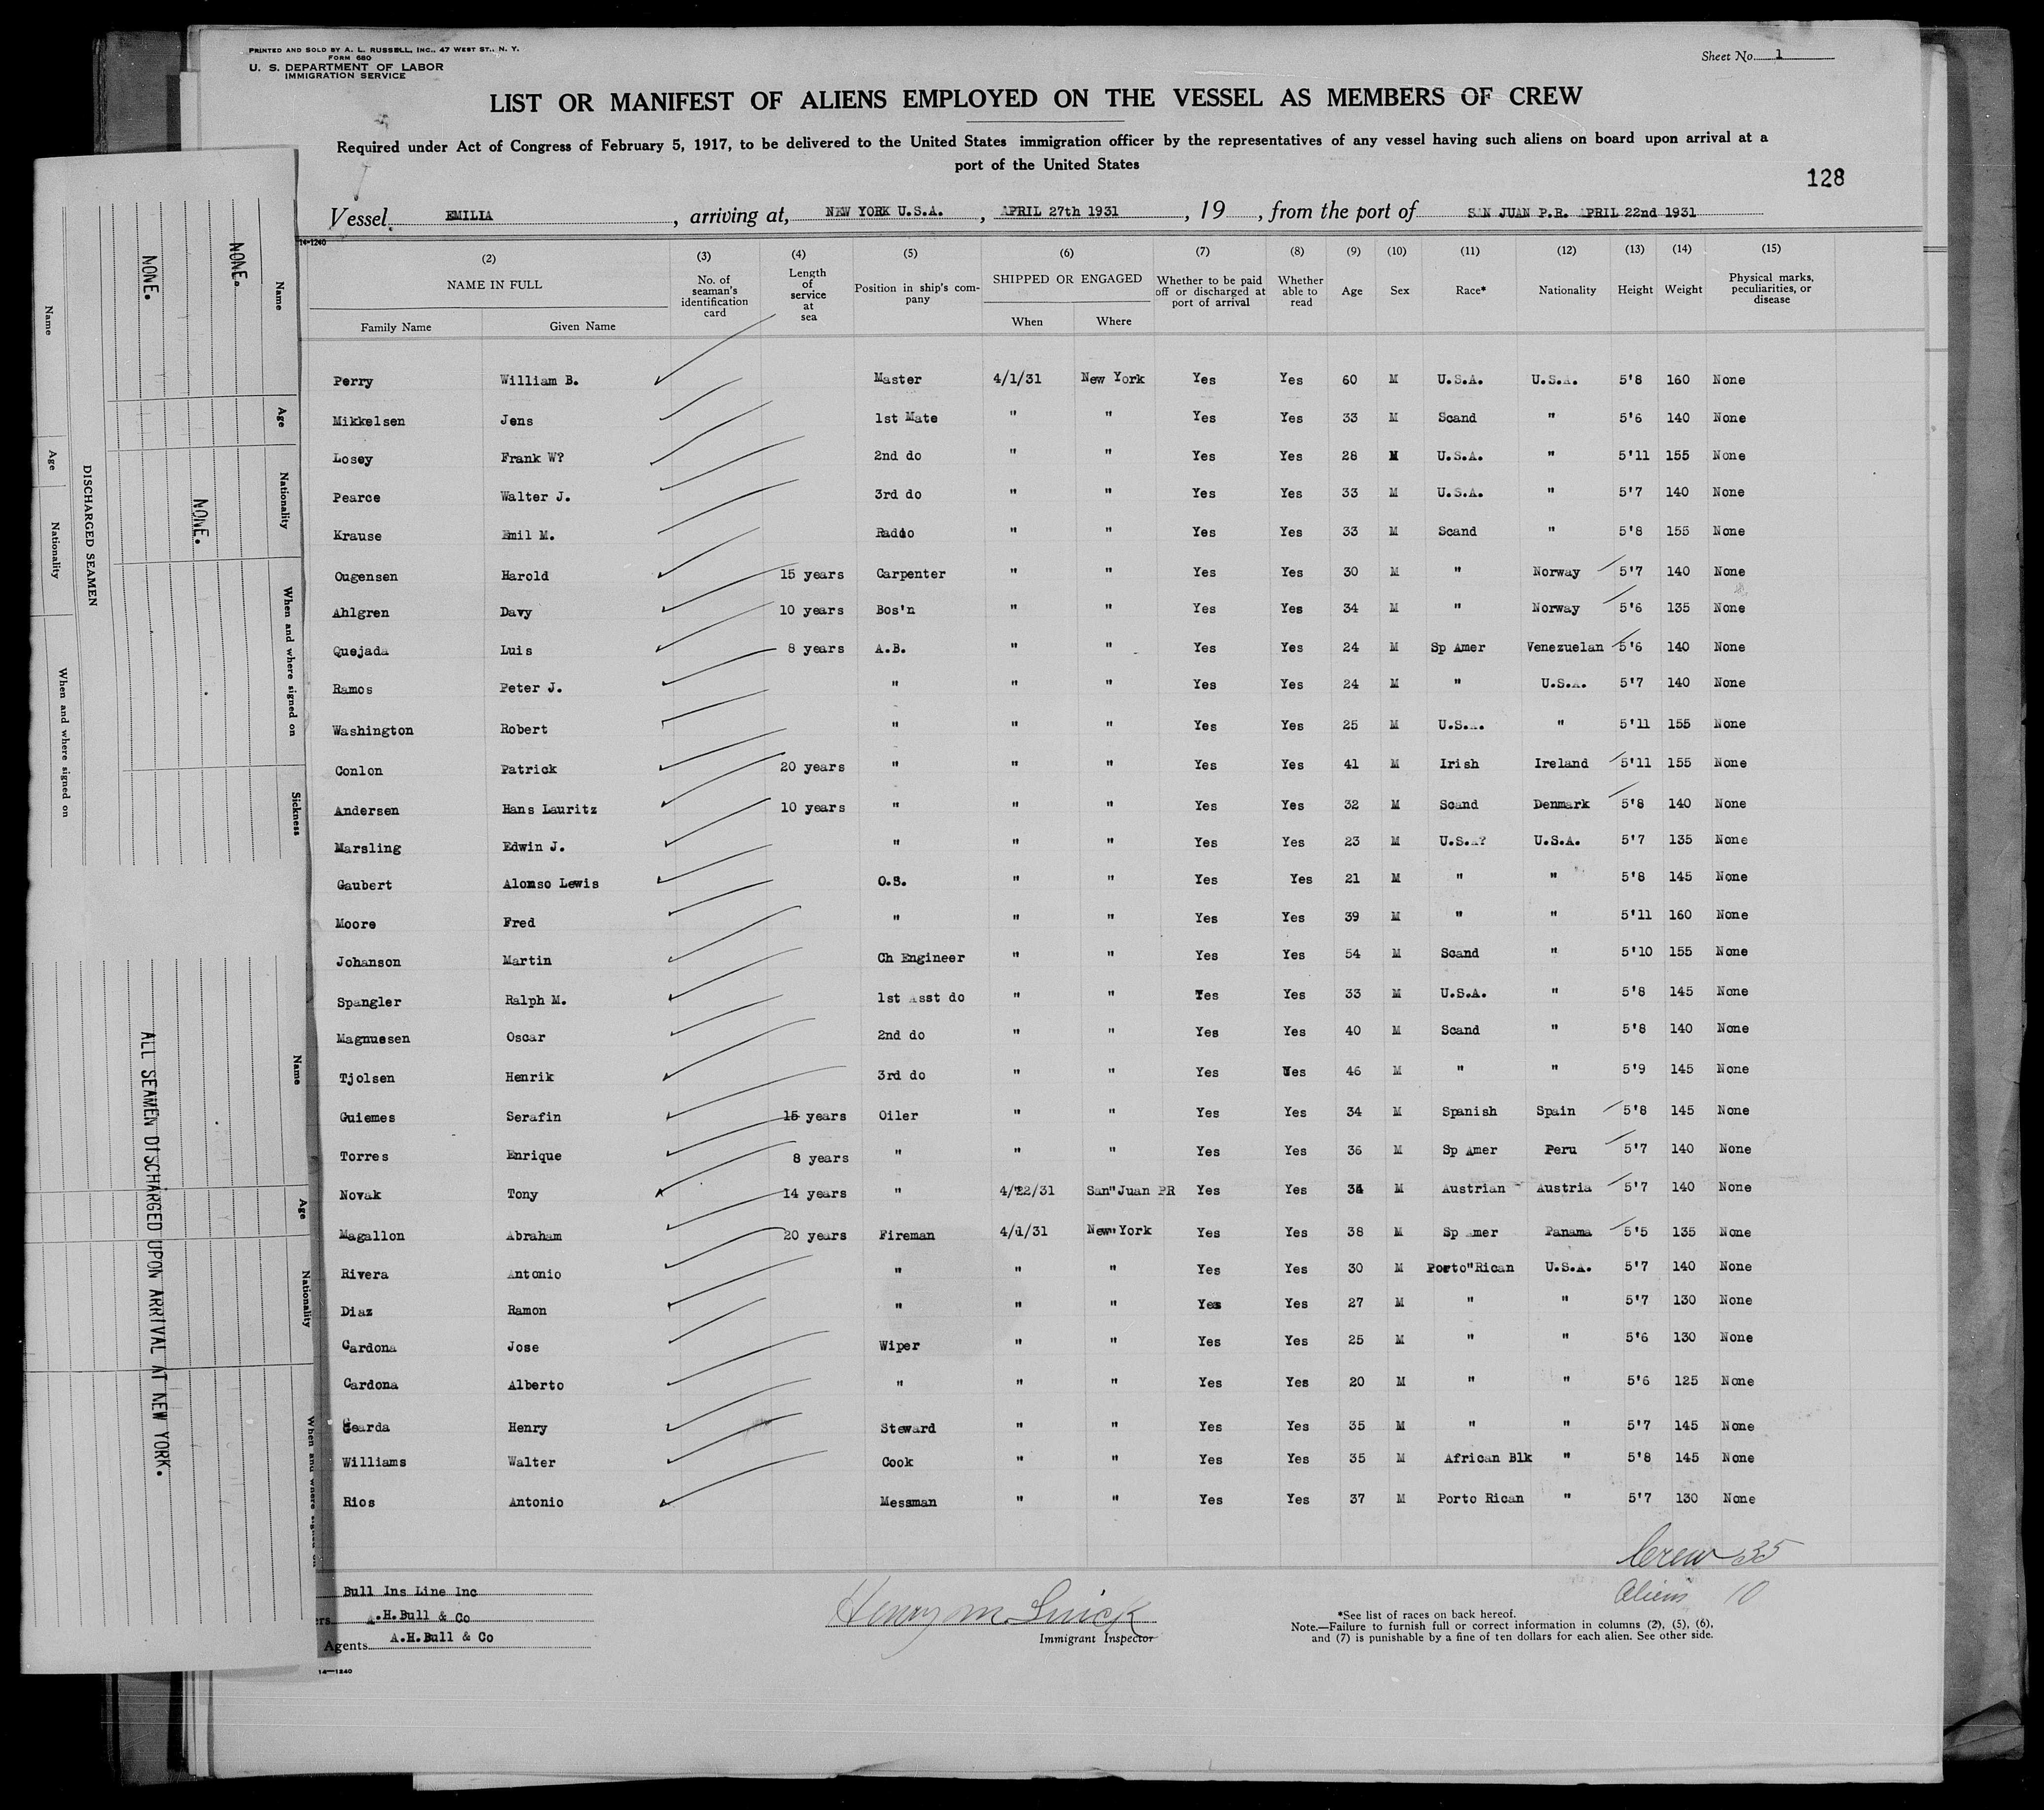 PRINTED AND SOLD BY A. L. RUSSELL, INC., 47 WEST ST., N. Y.
FORM 680
U. S. DEPARTMENT OF LABOR
IMMIGRATION SERVICE
Sheet No. 1
LIST OR MANIFEST OF ALIENS EMPLOYED ON THE VESSEL AS MEMBERS OF CREW
Required under Act of Congress of February 5, 1917, to be delivered to the United States immigration officer by the representatives of any vessel having such aliens on board upon arrival at a
port of the United States
128
Vessel EMILIA, arriving at, NEW YORK U.S.A., APRIL 27th 1931, 19 , from the port of SAN JUAN P.R. APRIL 22nd 1931
14-1240
(2) (3) (4) (5) (6) (7) (8) (9) (10) (11) (12) (13) (14) (15)
NAME IN FULL No. of seaman's identification card Length of service at sea Position in ship's company SHIPPED OR ENGAGED Whether to be paid off or discharged at port of arrival Whether able to read Age Sex Race* Nationality Height Weight Physical marks, peculiarities, or disease
Family Name Given Name When Where
Perry William B. Master 4/1/31 New York Yes Yes 60 M U.S.A. U.S.A. 5'8 160 None
Mikkelsen Jens 1st Mate " " Yes Yes 33 M Scand " 5'6 140 None
Losey Frank W? 2nd do " " Yes Yes 28 M U.S.A. " 5'11 155 None
Pearce Walter J. 3rd do " " Yes Yes 33 M U.S.A. " 5'7 140 None
Krause Emil M. Radio " " Yes Yes 33 M Scand " 5'8 155 None
Ougensen Harold 15 years Carpenter " " Yes Yes 30 M " Norway 5'7 140 None
Ahlgren Davy 10 years Bos'n " " Yes Yes 34 M " Norway 5'6 135 None
Quejada Luis 8 years A.B. " " Yes Yes 24 M Sp Amer Venezuelan 5'6 140 None
Ramos Peter J. " " " Yes Yes 24 M " U.S.A. 5'7 140 None
Washington Robert " " " Yes Yes 25 M U.S.A. " 5'11 155 None
Conlon Patrick 20 years " " " Yes Yes 41 M Irish Ireland 5'11 155 None
Andersen Hans Lauritz 10 years " " " Yes Yes 32 M Scand Denmark 5'8 140 None
Marsling Edwin J. " " " Yes Yes 23 M U.S.A? U.S.A. 5'7 135 None
Gaubert Alonso Lewis O.S. " " Yes Yes 21 M " " 5'8 145 None
Moore Fred " " " Yes Yes 39 M " " 5'11 160 None
Johanson Martin Ch Engineer " " Yes Yes 54 M Scand " 5'10 155 None
Spangler Ralph M. 1st Asst do " " Yes Yes 33 M U.S.A. " 5'8 145 None
Magnussen Oscar 2nd do " " Yes Yes 40 M Scand " 5'8 140 None
Tjolsen Henrik 3rd do " " Yes Yes 46 M " " 5'9 145 None
Guiemes Serafin 15 years Oiler " " Yes Yes 34 M Spanish Spain 5'8 145 None
Torres Enrique 8 years " " " Yes Yes 36 M Sp Amer Peru 5'7 140 None
Novak Tony 14 years " 4/22/31 San Juan PR Yes Yes 34 M Austrian Austria 5'7 140 None
Magallon Abraham 20 years Fireman 4/1/31 New York Yes Yes 38 M Sp Amer Panama 5'5 135 None
Rivera Antonio " " " Yes Yes 30 M Porto Rican U.S.A. 5'7 140 None
Diaz Ramon " " " Yes Yes 27 M " " 5'7 130 None
Cardona Jose Wiper " " Yes Yes 25 M " " 5'6 130 None
Cardona Alberto " " " Yes Yes 20 M " " 5'6 125 None
Gearda Henry Steward " " Yes Yes 35 M " " 5'7 145 None
Williams Walter Cook " " Yes Yes 35 M African Blk " 5'8 145 None
Rios Antonio Messman " " Yes Yes 37 M Porto Rican " 5'7 130 None
Crew 35
Aliens 10
Bull Ins Line Inc
A.H.Bull & Co
Agents A.H.Bull & Co
Immigrant Inspector
*See list of races on back hereof.
Note.—Failure to furnish full or correct information in columns (2), (5), (6),
and (7) is punishable by a fine of ten dollars for each alien. See other side.
14—1240
Name Age Nationality When and where signed on
DISCHARGED SEAMEN
NONE.
NONE.
NONE.
Name Age Nationality When and where signed on Sickness
ALL SEAMEN DISCHARGED UPON ARRIVAL AT NEW YORK.
Name Age Nationality When and where signed on